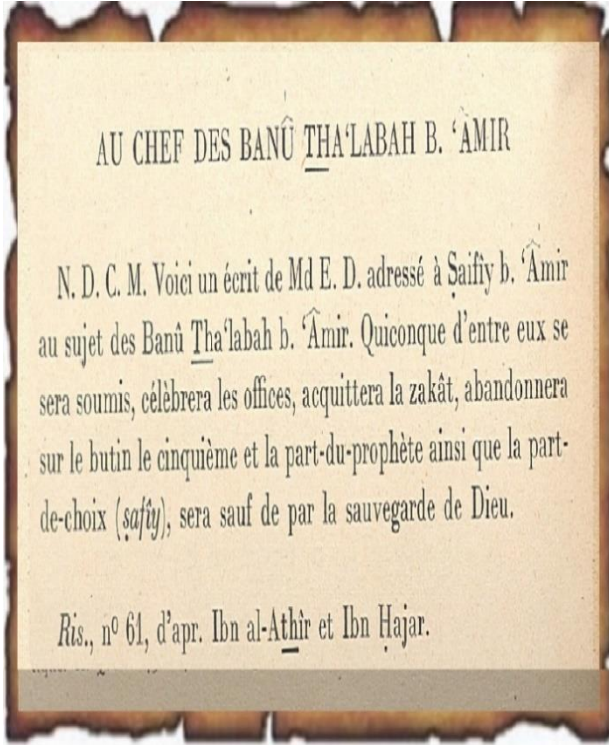 AU CHEF DES BANÛ THA‘LABAH B. ‘ÂMIR
N. D. C. M. Voici un écrit de Md E. D. adressé à Ṣaifîy b. ‘Âmir
au sujet des Banû Tha‘labah b. ‘Âmir. Quiconque d’entre eux se
sera soumis, célèbrera les offices, acquittera la zakât, abandonnera
sur le butin le cinquième et la part-du-prophète ainsi que la part-
de-choix (ṣafîy), sera sauf de par la sauvegarde de Dieu.
Ris., nº 61, d’apr. Ibn al-Athîr et Ibn Ḥajar.